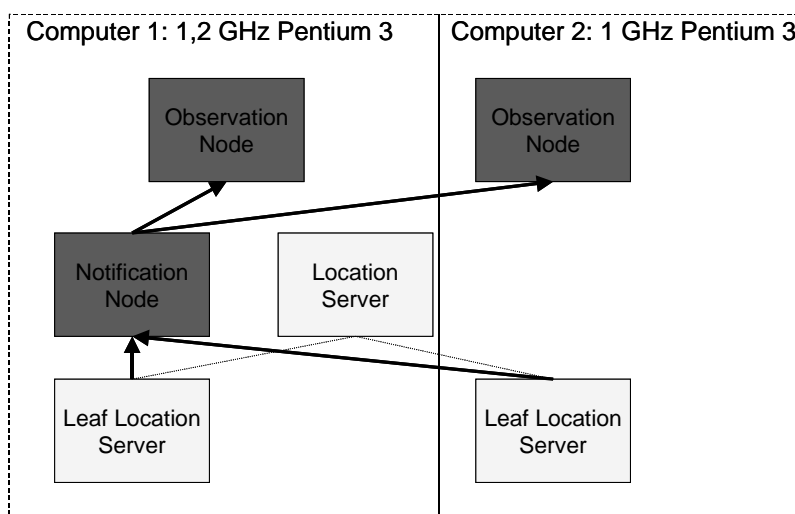 Computer 1: 1,2 GHz Pentium 3
Computer 2: 1 GHz Pentium 3
Observation
Node
Observation
Node
Notification
Node
Location
Server
Leaf Location
Server
Leaf Location
Server